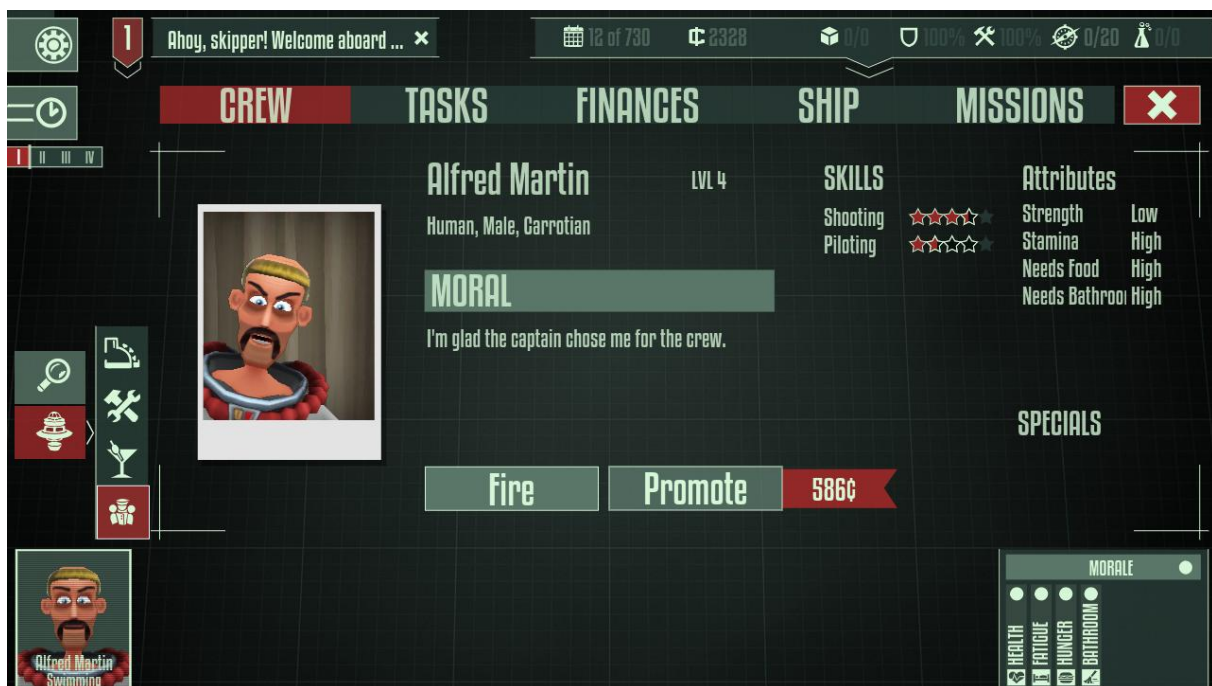 1
Ahoy, skipper! Welcome aboard ...
12 of 730
2328
0/0
100%
100%
0/20
0/0
CREW TASKS FINANCES SHIP MISSIONS
I II III IV
Alfred Martin
LVL 4
Human, Male, Carrotian
MORAL
I'm glad the captain chose me for the crew.
Fire
Promote
586¢
SKILLS
Shooting
Piloting
Attributes
Strength Low
Stamina High
Needs Food High
Needs Bathroo High
SPECIALS
Alfred Martin
Swimming
MORALE
HEALTH
FATIGUE
HUNGER
BATHROOM